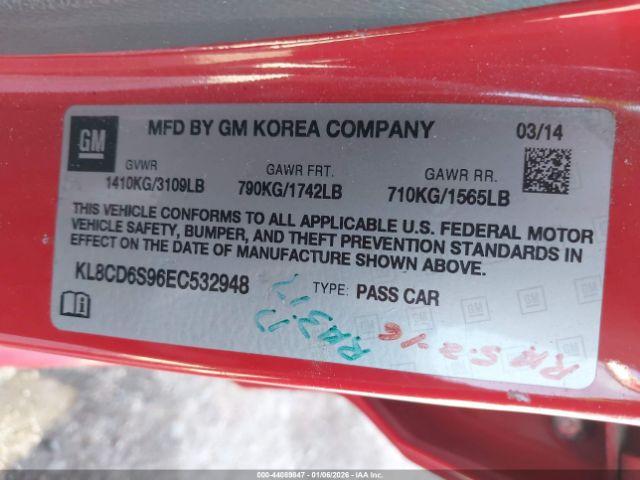 GM
MFD BY GM KOREA COMPANY
03/14
GVWR
1410KG/3109LB
GAWR FRT.
790KG/1742LB
GAWR RR.
710KG/1565LB
THIS VEHICLE CONFORMS TO ALL APPLICABLE U.S. FEDERAL MOTOR
VEHICLE SAFETY, BUMPER, AND THEFT PREVENTION STANDARDS IN
EFFECT ON THE DATE OF MANUFACTURE SHOWN ABOVE.
KL8CD6S96EC532948
TYPE: PASS CAR
000-44089847 | 01/06/2026 - IAA, Inc.